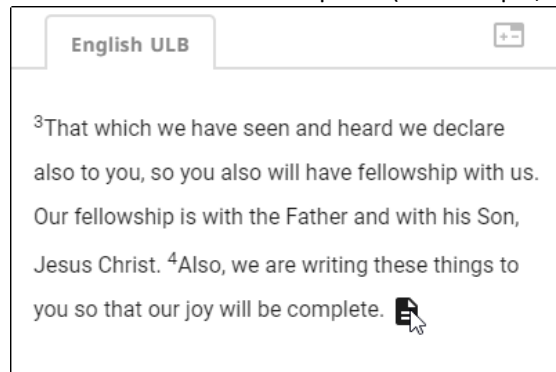 English ULB
³That which we have seen and heard we declare
also to you, so you also will have fellowship with us.
Our fellowship is with the Father and with his Son,
Jesus Christ. ⁴Also, we are writing these things to
you so that our joy will be complete.